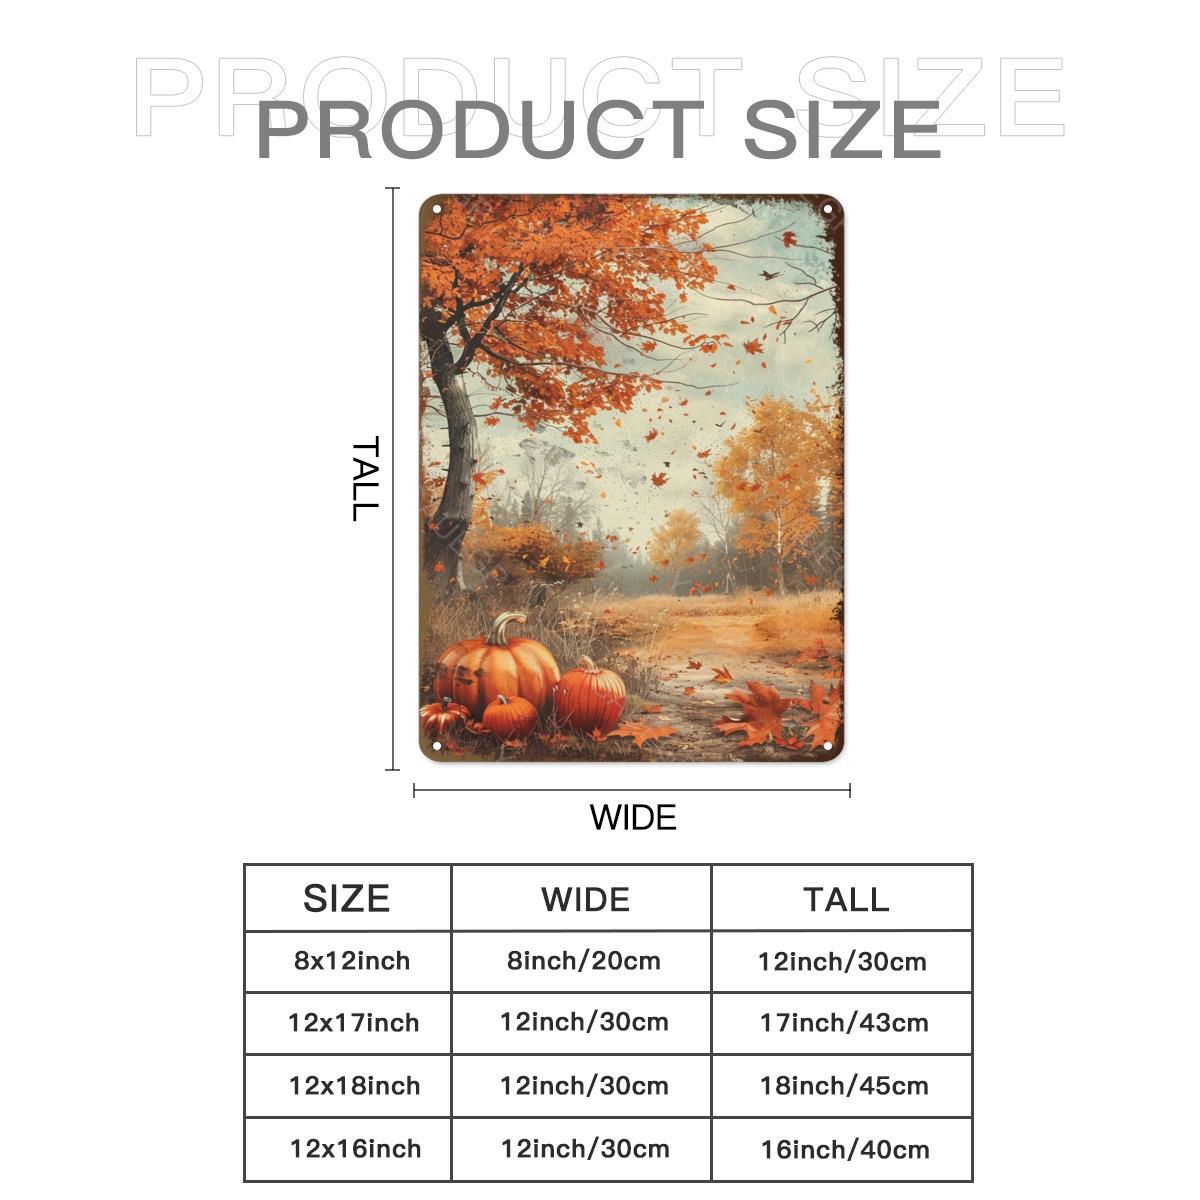 PRODUCT SIZE
PRODUCT SIZE
TALL
WIDE
SIZE WIDE TALL
8x12inch 8inch/20cm 12inch/30cm
12x17inch 12inch/30cm 17inch/43cm
12x18inch 12inch/30cm 18inch/45cm
12x16inch 12inch/30cm 16inch/40cm